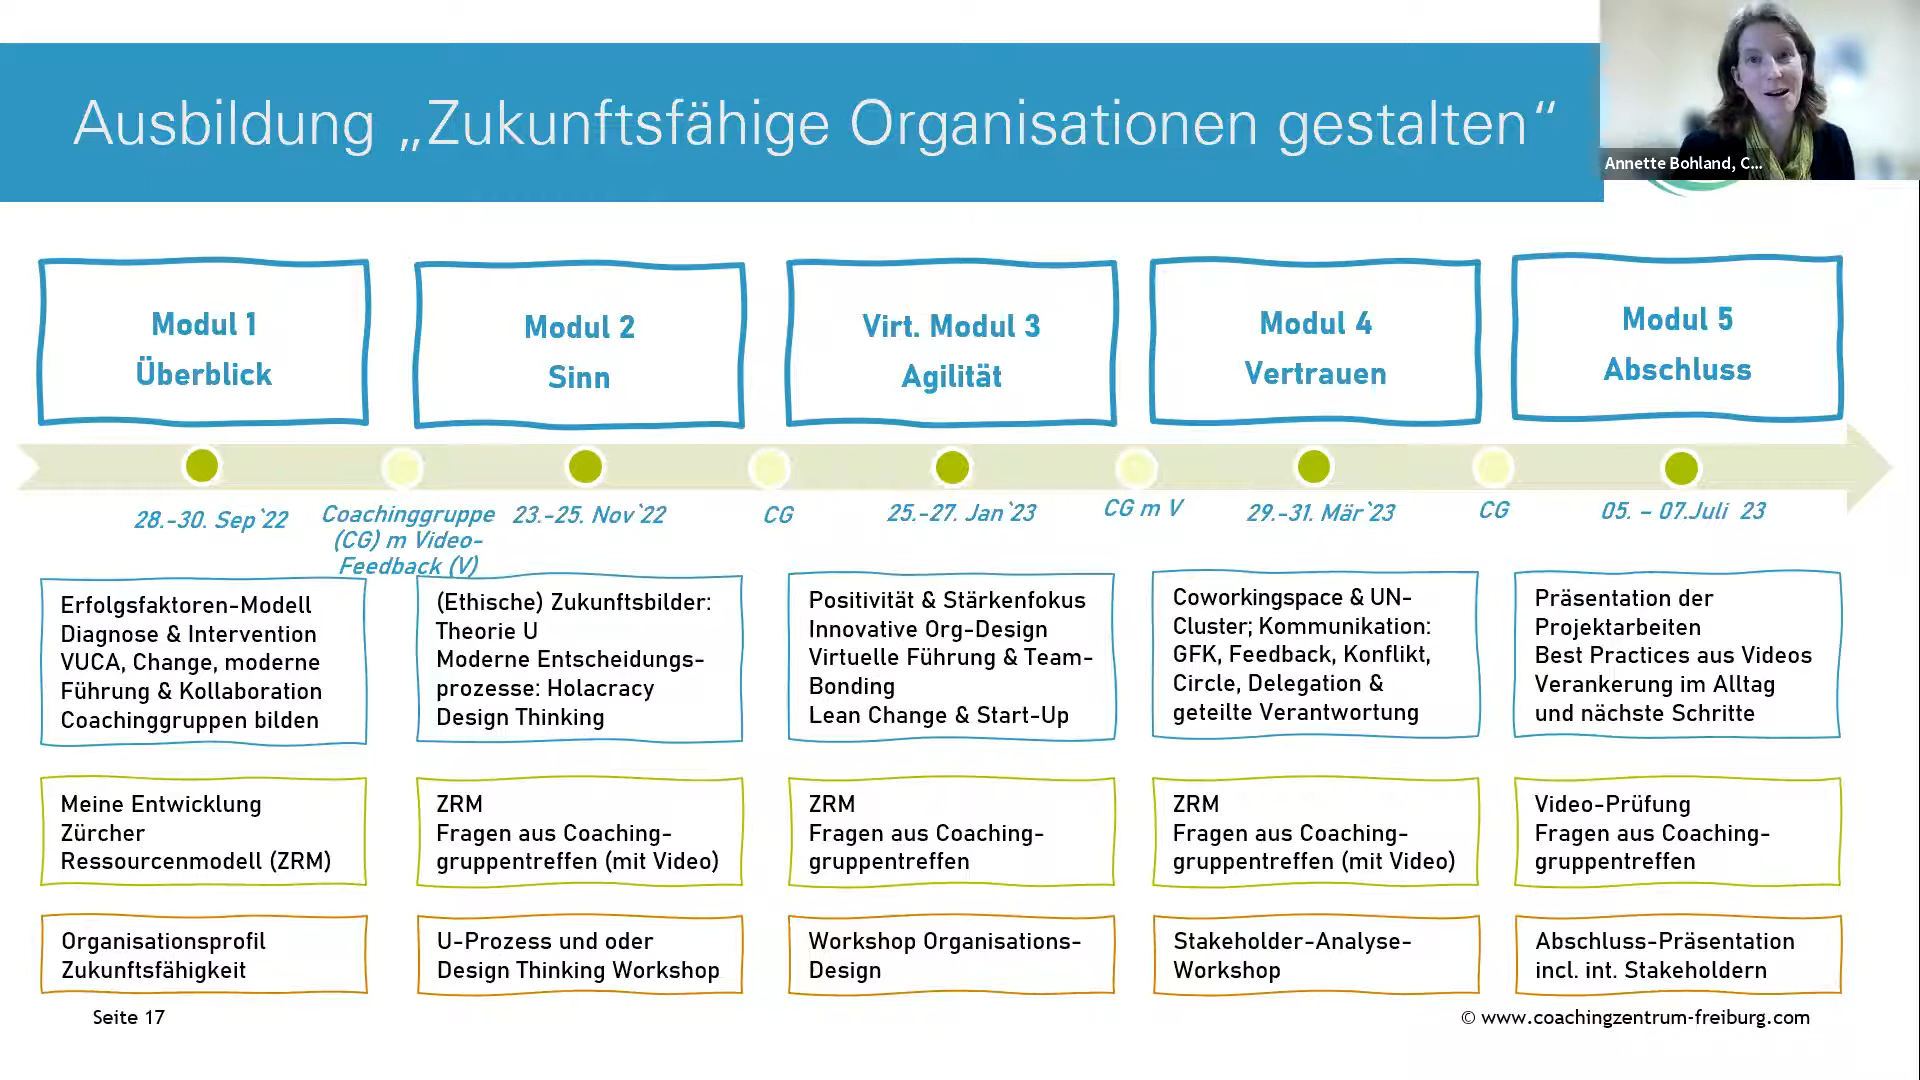 Ausbildung „Zukunftsfähige Organisationen gestalten“
Annette Bohland, C...
Modul 1
Überblick
Modul 2
Sinn
Virt. Modul 3
Agilität
Modul 4
Vertrauen
Modul 5
Abschluss
28.-30. Sep`22
Coachinggruppe
(CG) m Video-
Feedback (V)
23.-25. Nov`22
CG
25.-27. Jan`23
CG m V
29.-31. Mär`23
CG
05. – 07.Juli 23
Erfolgsfaktoren-Modell
Diagnose & Intervention
VUCA, Change, moderne
Führung & Kollaboration
Coachinggruppen bilden
(Ethische) Zukunftsbilder:
Theorie U
Moderne Entscheidungs-
prozesse: Holacracy
Design Thinking
Positivität & Stärkenfokus
Innovative Org-Design
Virtuelle Führung & Team-
Bonding
Lean Change & Start-Up
Coworkingspace & UN-
Cluster; Kommunikation:
GFK, Feedback, Konflikt,
Circle, Delegation &
geteilte Verantwortung
Präsentation der
Projektarbeiten
Best Practices aus Videos
Verankerung im Alltag
und nächste Schritte
Meine Entwicklung
Zürcher
Ressourcenmodell (ZRM)
ZRM
Fragen aus Coaching-
gruppentreffen (mit Video)
ZRM
Fragen aus Coaching-
gruppentreffen
ZRM
Fragen aus Coaching-
gruppentreffen (mit Video)
Video-Prüfung
Fragen aus Coaching-
gruppentreffen
Organisationsprofil
Zukunftsfähigkeit
U-Prozess und oder
Design Thinking Workshop
Workshop Organisations-
Design
Stakeholder-Analyse-
Workshop
Abschluss-Präsentation
incl. int. Stakeholdern
Seite 17
© www.coachingzentrum-freiburg.com